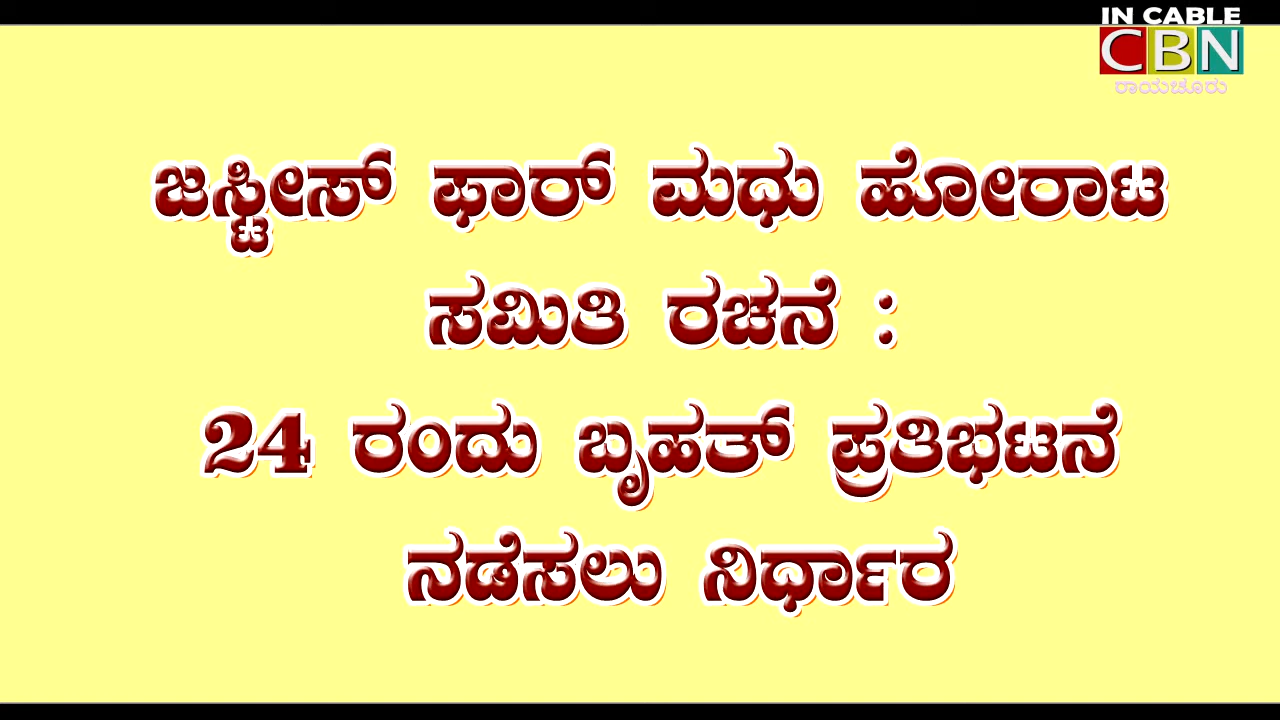 IN CABLE
CBN
ರಾಯಚೂರು
ಜಸ್ಟೀಸ್ ಫಾರ್ ಮಧು ಹೋರಾಟ
ಸಮಿತಿ ರಚನೆ :
24 ರಂದು ಬೃಹತ್ ಪ್ರತಿಭಟನೆ
ನಡೆಸಲು ನಿರ್ಧಾರ